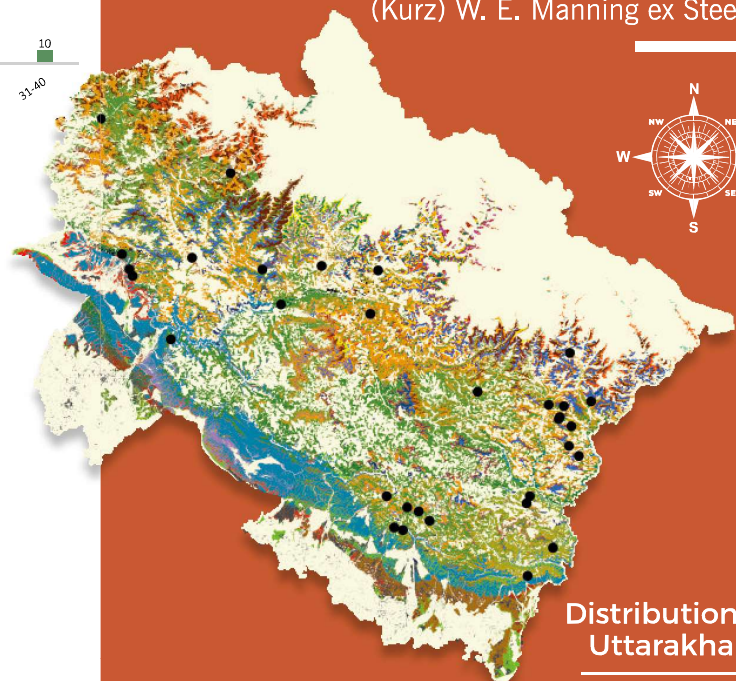 (Kurz) W. E. Manning ex Stee
10
31-40
N
NW
NE
W
SW
SE
S
Distribution
Uttarakha